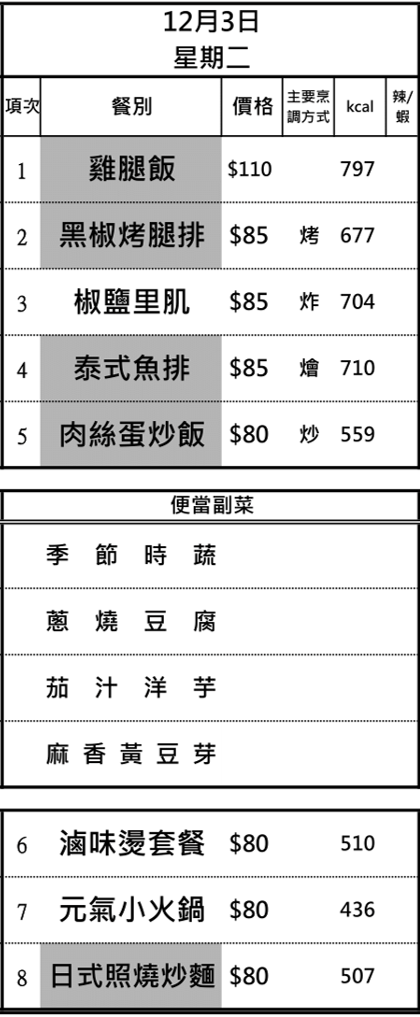 12月3日
星期二
項次 餐別 價格 主要烹調方式 kcal 辣/蝦
1 雞腿飯 $110 797
2 黑椒烤腿排 $85 烤 677
3 椒鹽里肌 $85 炸 704
4 泰式魚排 $85 燴 710
5 肉絲蛋炒飯 $80 炒 559
便當副菜
季節時蔬
蔥燒豆腐
茄汁洋芋
麻香黃豆芽
6 滷味燙套餐 $80 510
7 元氣小火鍋 $80 436
8 日式照燒炒麵 $80 507